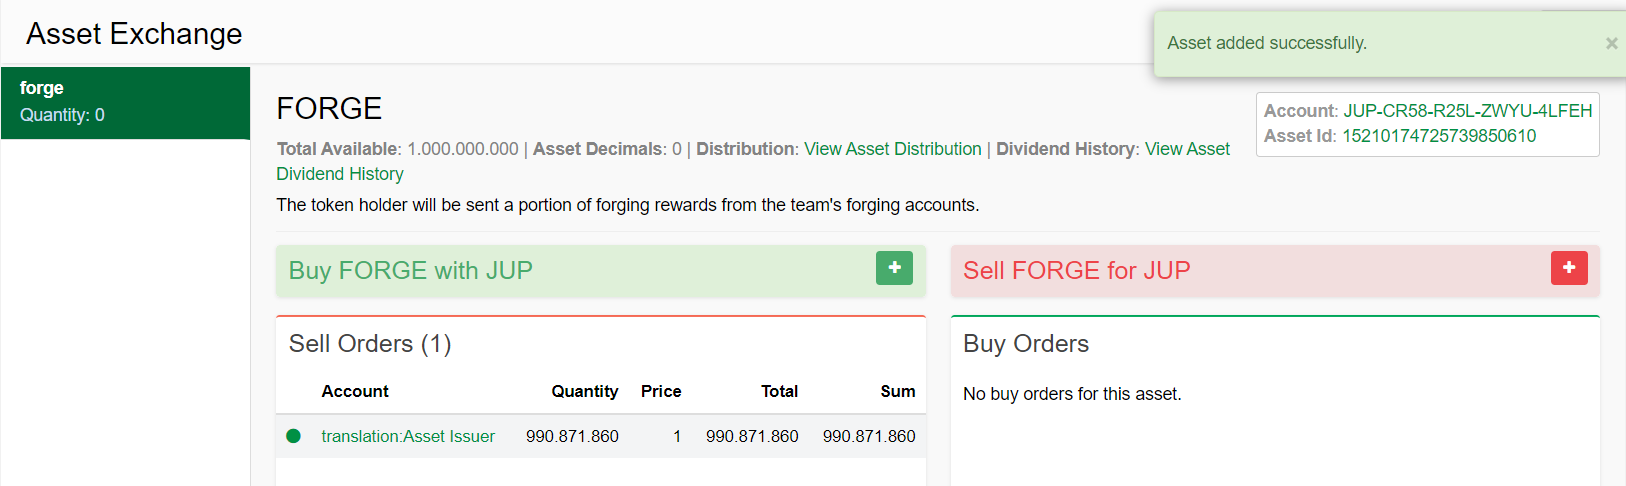 Asset Exchange
Asset added successfully.
×
forge
Quantity: 0
FORGE
Account: JUP-CR58-R25L-ZWYU-4LFEH
Asset Id: 15210174725739850610
Total Available: 1.000.000.000 | Asset Decimals: 0 | Distribution: View Asset Distribution | Dividend History: View Asset
Dividend History
The token holder will be sent a portion of forging rewards from the team's forging accounts.
Buy FORGE with JUP +
Sell FORGE for JUP +
Sell Orders (1)
Account Quantity Price Total Sum
translation:Asset Issuer 990.871.860 1 990.871.860 990.871.860
Buy Orders
No buy orders for this asset.